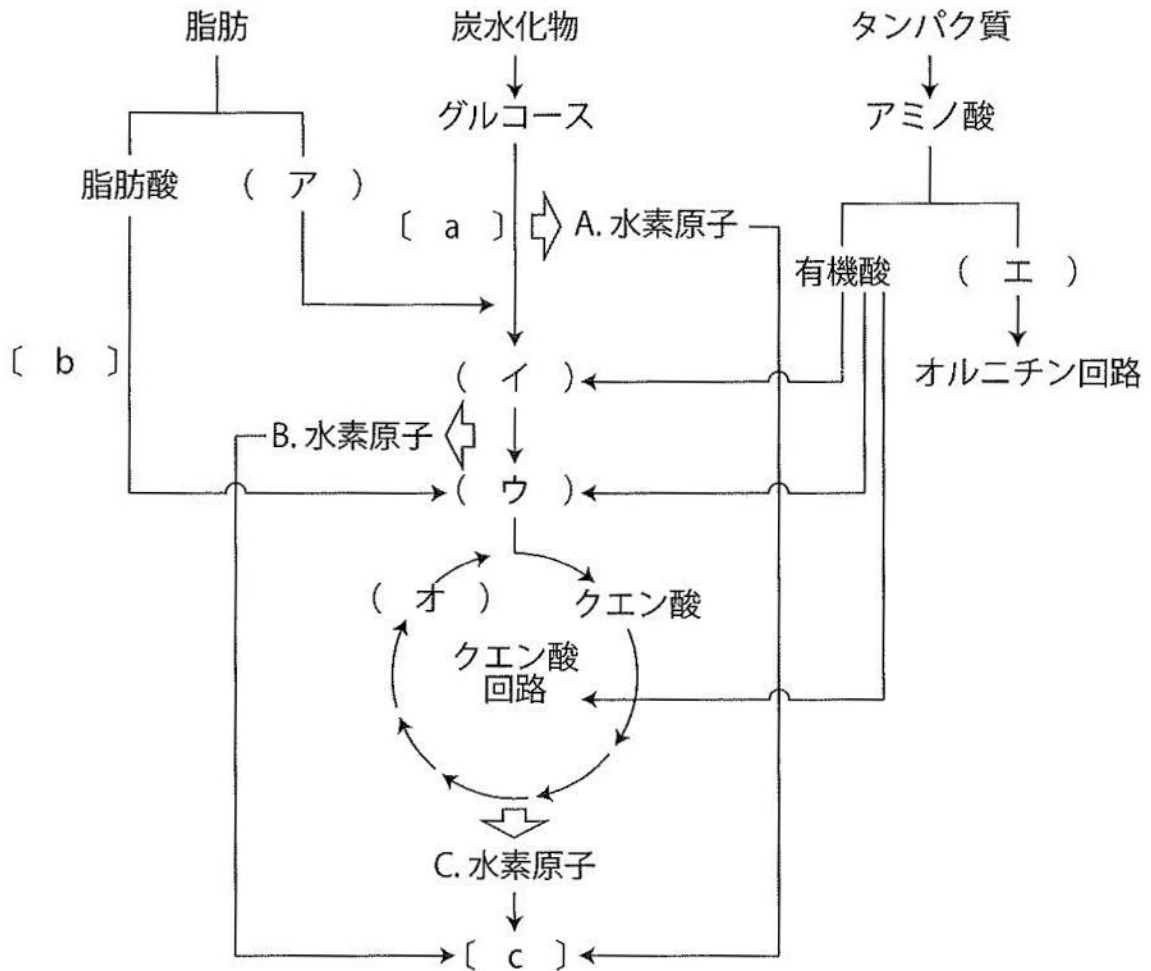 脂肪 炭水化物 タンパク質
グルコース アミノ酸
脂肪酸 ( ア )
〔 a 〕 A. 水素原子
有機酸 ( エ )
〔 b 〕
( イ ) オルニチン回路
B. 水素原子
( ウ )
( オ ) クエン酸
クエン酸
回路
C. 水素原子
〔 c 〕